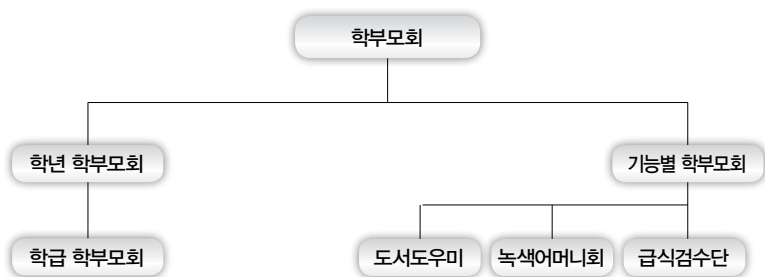 학부모회
학년 학부모회
기능별 학부모회
학급 학부모회
도서도우미
녹색어머니회
급식검수단